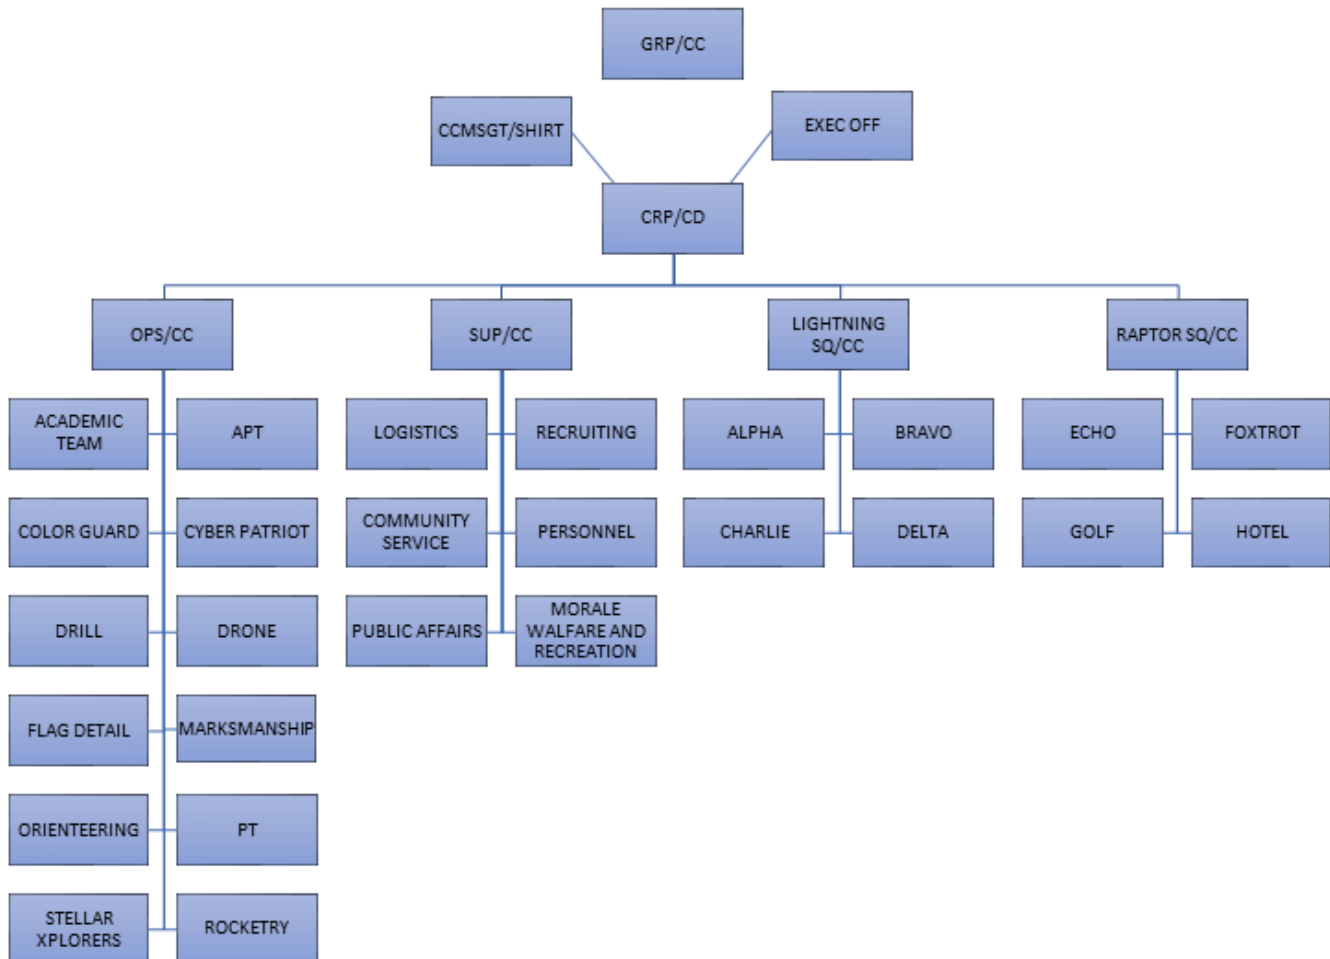 GRP/CC
CCMSGT/SHIRT
EXEC OFF
CRP/CD
OPS/CC
SUP/CC
LIGHTNING
SQ/CC
RAPTOR SQ/CC
ACADEMIC
TEAM
APT
LOGISTICS
RECRUITING
ALPHA
BRAVO
ECHO
FOXTROT
COLOR GUARD
CYBER PATRIOT
COMMUNITY
SERVICE
PERSONNEL
CHARLIE
DELTA
GOLF
HOTEL
DRILL
DRONE
PUBLIC AFFAIRS
MORALE
WALFARE AND
RECREATION
FLAG DETAIL
MARKSMANSHIP
ORIENTEERING
PT
STELLAR
XPLORERS
ROCKETRY